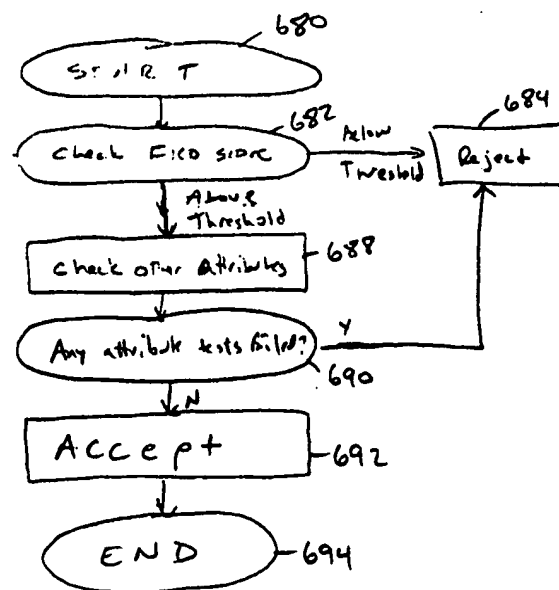 680
START
682
Check FICO score
Below
Threshold
684
Reject
Above
Threshold
Check other Attributes
688
Any attribute tests failed?
Y
690
N
Accept
692
END
694